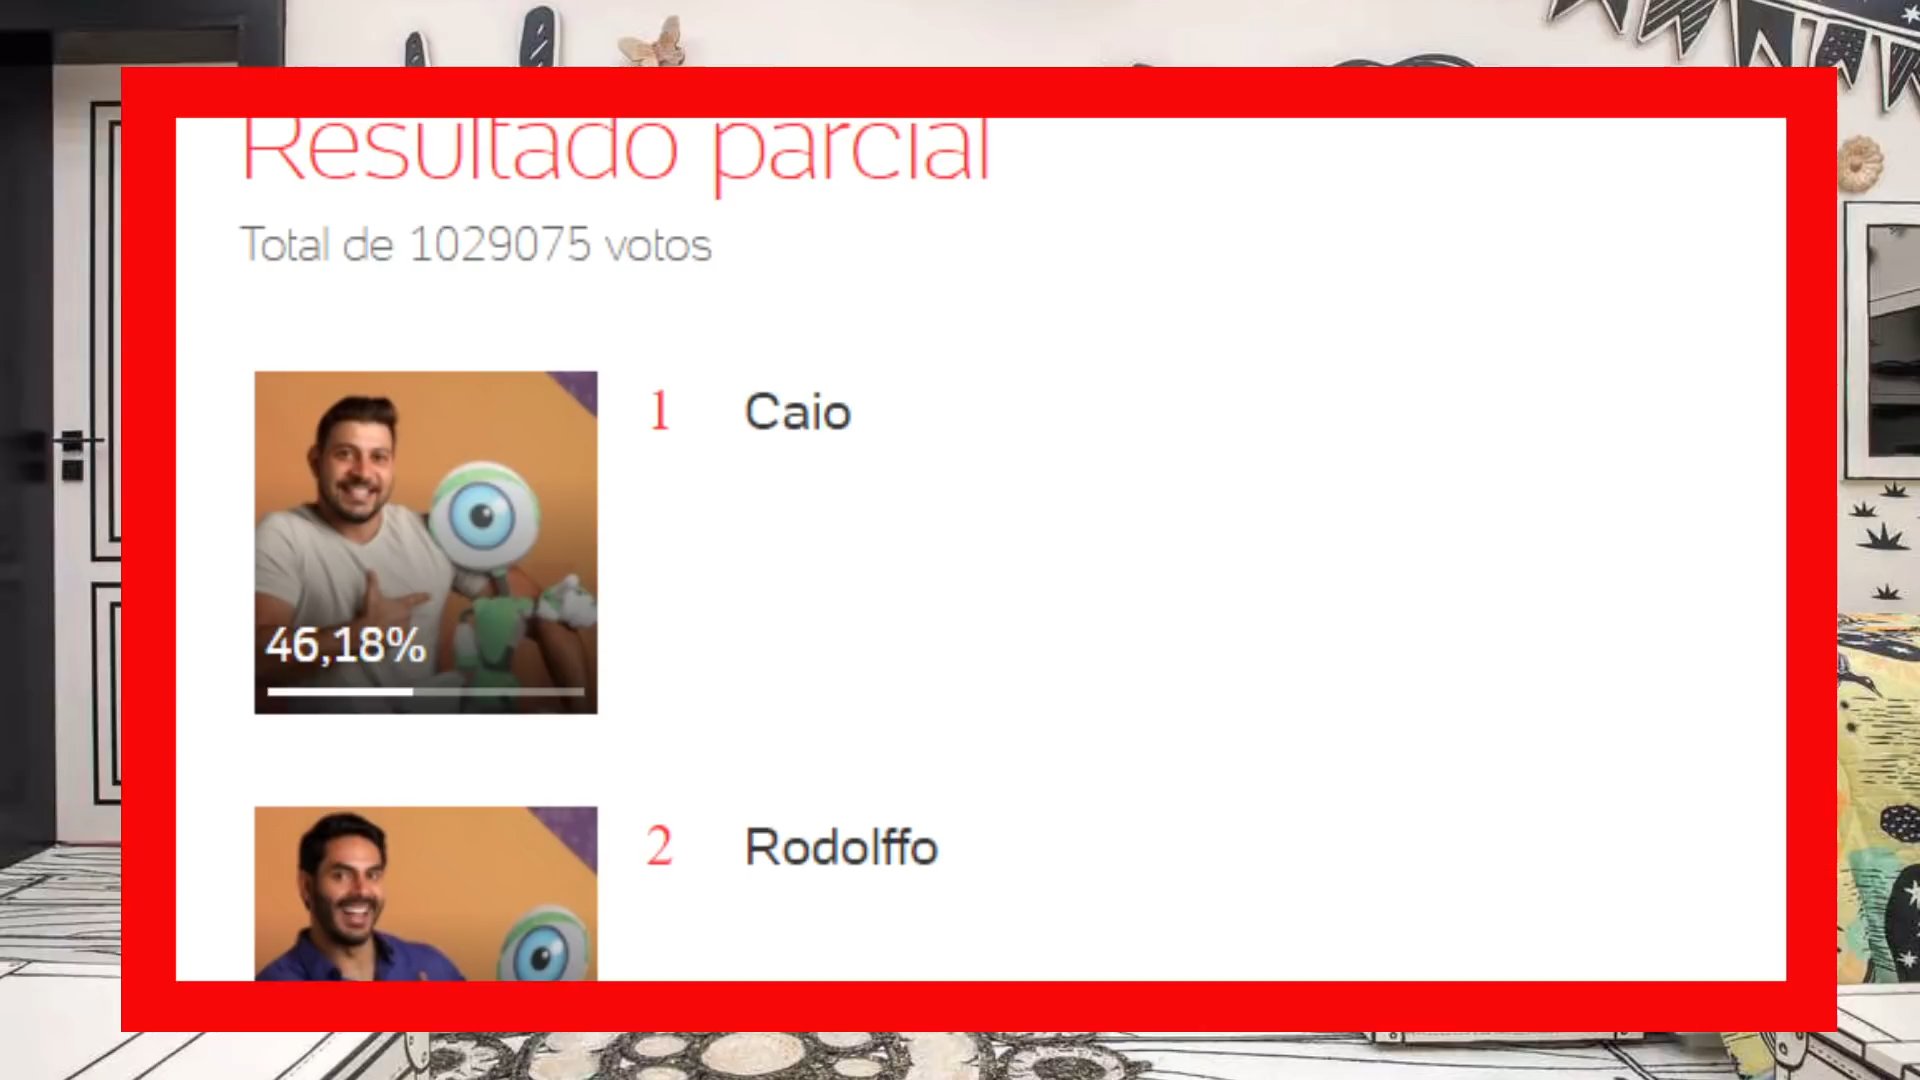 Resultado parcial
Total de 1029075 votos
1 Caio
46,18%
2 Rodolffo